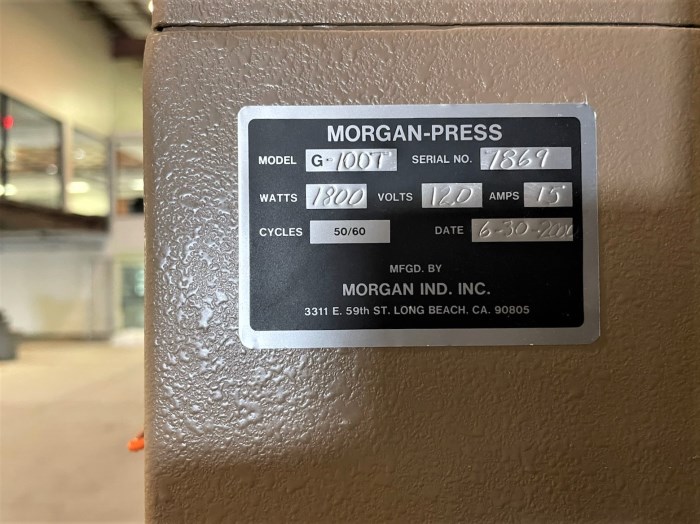 MORGAN-PRESS
MODEL G-100T SERIAL NO. 7869
WATTS 1800 VOLTS 120 AMPS 15
CYCLES 50/60 DATE 6-30-2000
MFGD. BY
MORGAN IND. INC.
3311 E. 59th ST. LONG BEACH. CA. 90805